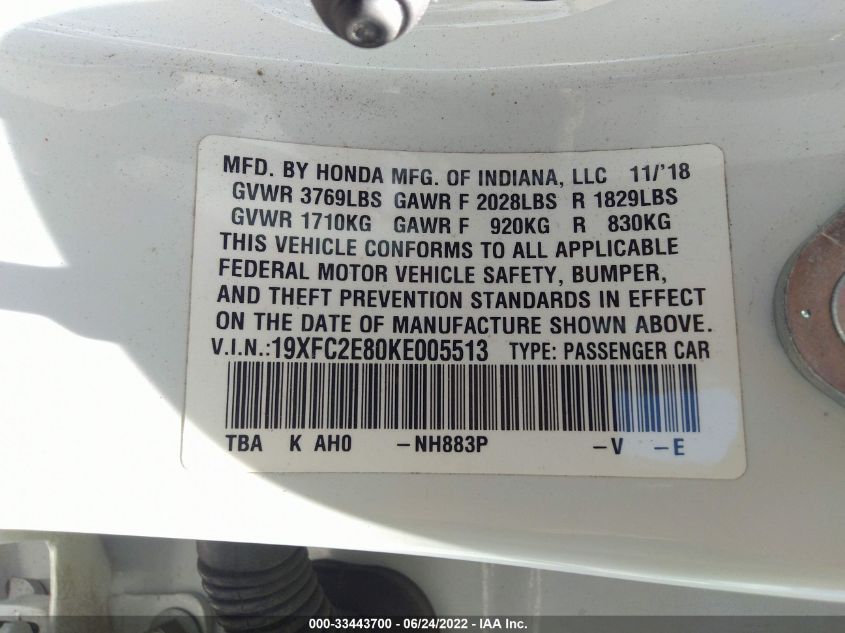 MFD. BY HONDA MFG. OF INDIANA, LLC 11/'18
GVWR 3769LBS GAWR F 2028LBS R 1829LBS
GVWR 1710KG GAWR F 920KG R 830KG
THIS VEHICLE CONFORMS TO ALL APPLICABLE
FEDERAL MOTOR VEHICLE SAFETY, BUMPER,
AND THEFT PREVENTION STANDARDS IN EFFECT
ON THE DATE OF MANUFACTURE SHOWN ABOVE.
V.I.N.:19XFC2E80KE005513 TYPE: PASSENGER CAR
TBA K AH0 -NH883P -V -E
000-33443700 - 06/24/2022 - IAA Inc.